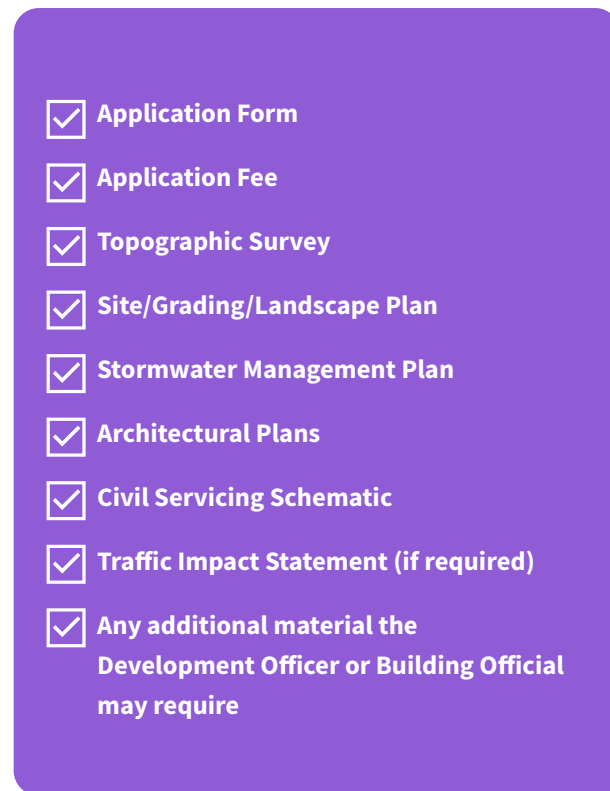 Application Form
Application Fee
Topographic Survey
Site/Grading/Landscape Plan
Stormwater Management Plan
Architectural Plans
Civil Servicing Schematic
Traffic Impact Statement (if required)
Any additional material the
Development Officer or Building Official
may require